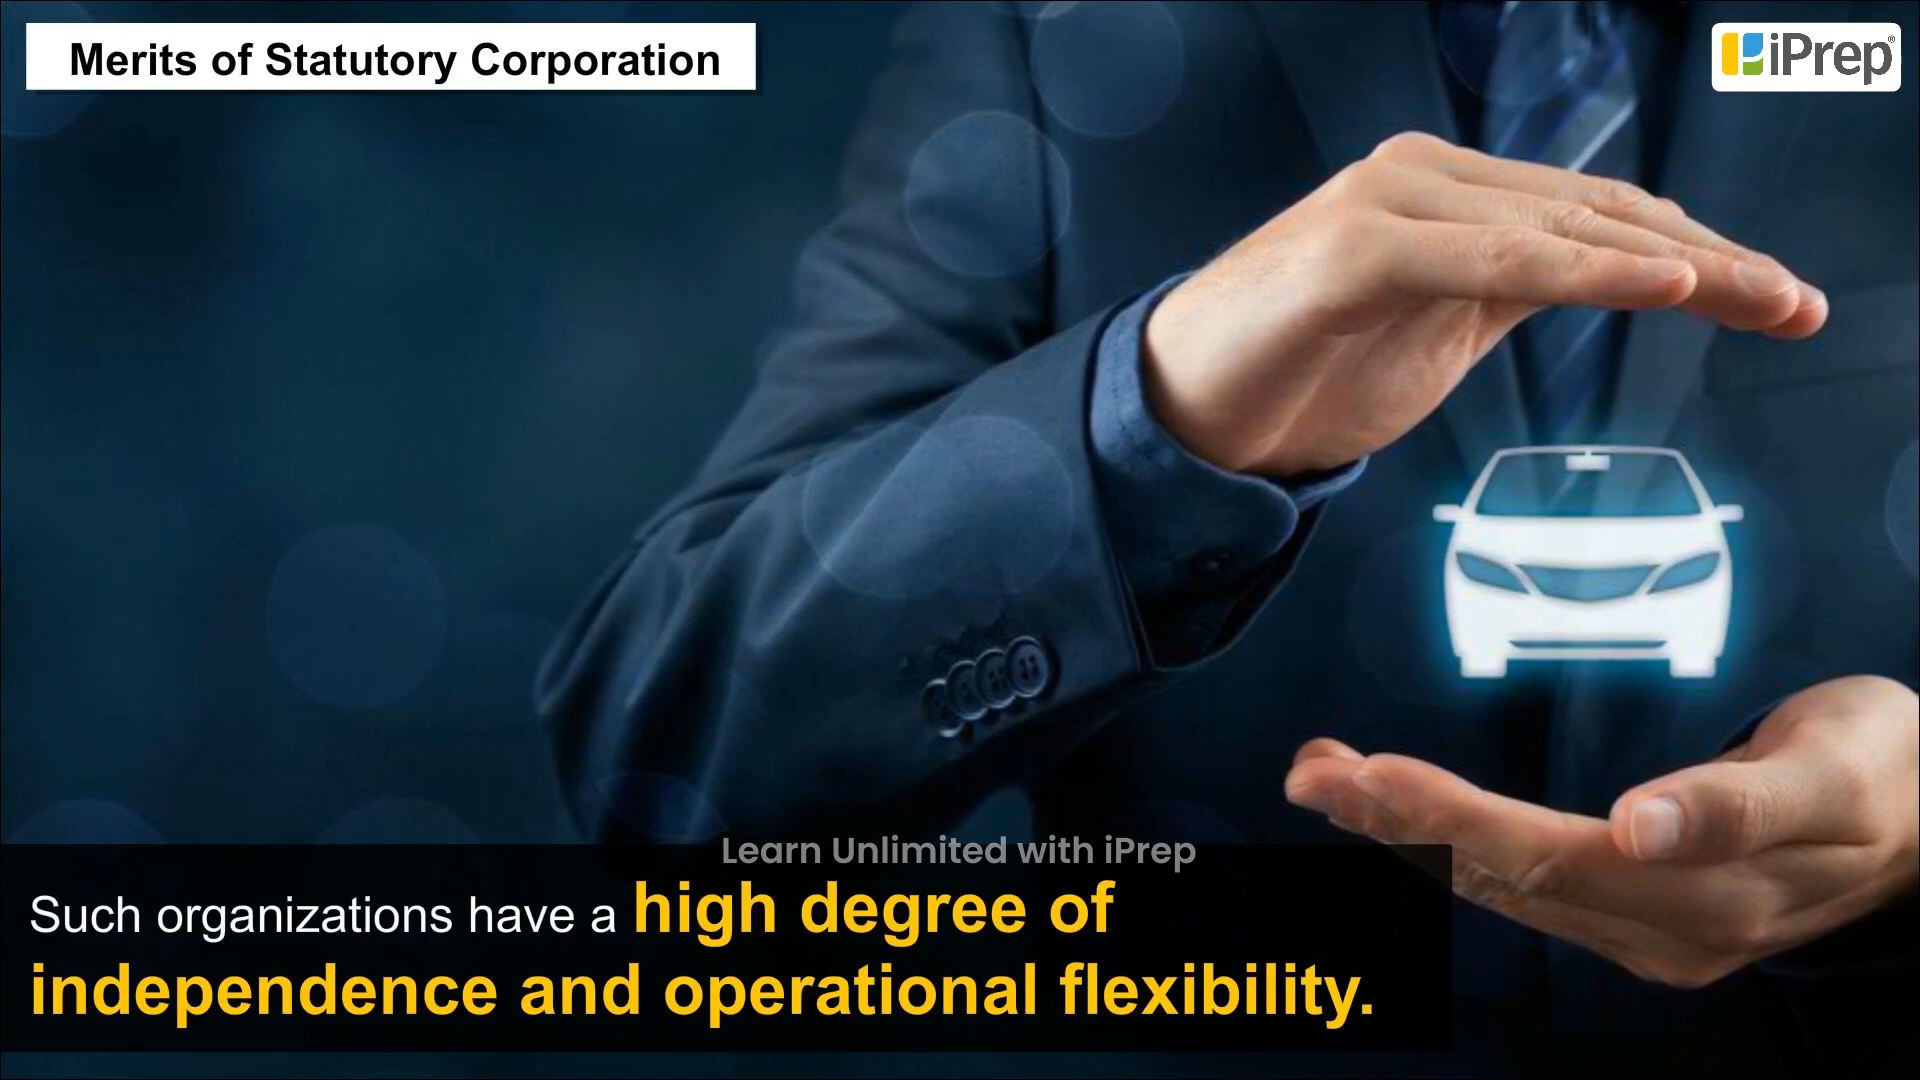 Merits of Statutory Corporation
iPrep®
Learn Unlimited with iPrep
Such organizations have a high degree of
independence and operational flexibility.